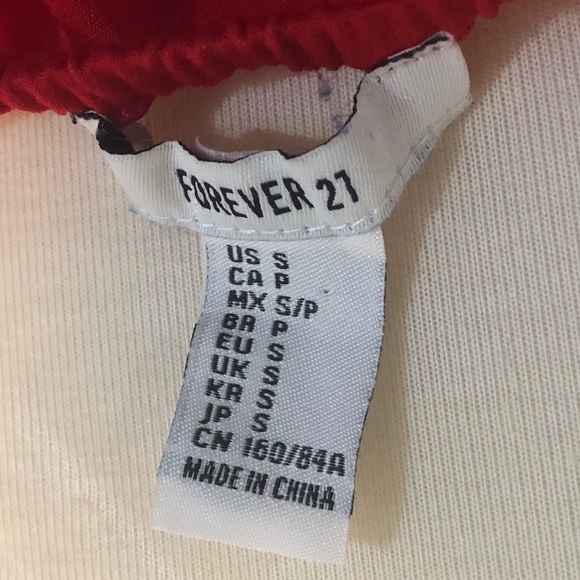 FOREVER 21
US S
CA P
MX S/P
BR P
EU S
UK S
KR S
JP S
CN 160/84A
MADE IN CHINA